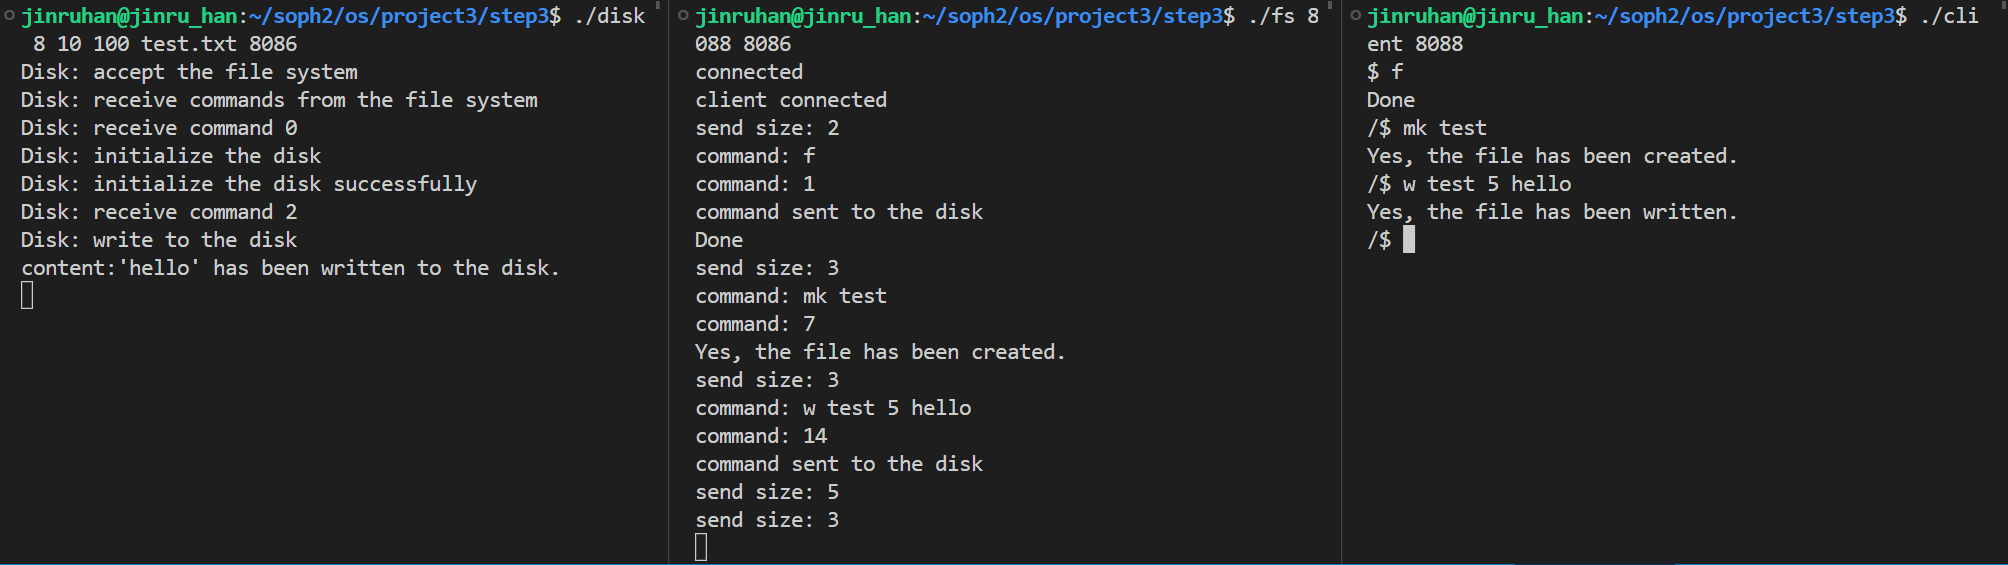 jinruhan@jinru_han:~/soph2/os/project3/step3$ ./disk
 8 10 100 test.txt 8086
Disk: accept the file system
Disk: receive commands from the file system
Disk: receive command 0
Disk: initialize the disk
Disk: initialize the disk successfully
Disk: receive command 2
Disk: write to the disk
content:'hello' has been written to the disk.
jinruhan@jinru_han:~/soph2/os/project3/step3$ ./fs 8
088 8086
connected
client connected
send size: 2
command: f
command: 1
command sent to the disk
Done
send size: 3
command: mk test
command: 7
Yes, the file has been created.
send size: 3
command: w test 5 hello
command: 14
command sent to the disk
send size: 5
send size: 3
jinruhan@jinru_han:~/soph2/os/project3/step3$ ./cli
ent 8088
$ f
Done
/$ mk test
Yes, the file has been created.
/$ w test 5 hello
Yes, the file has been written.
/$